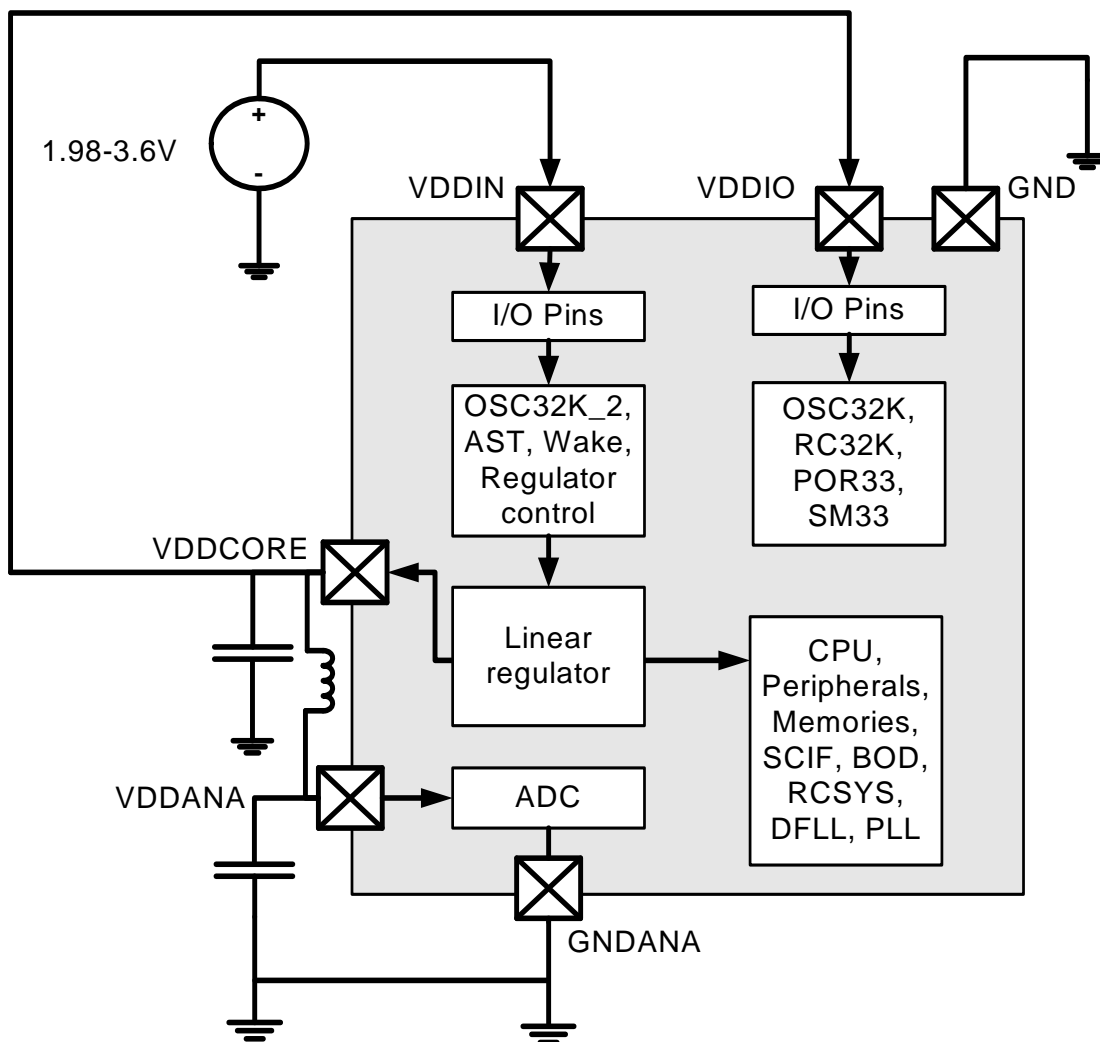 1.98-3.6V
+
-
VDDIN
VDDIO
GND
I/O Pins
I/O Pins
OSC32K_2,
AST, Wake,
Regulator
control
OSC32K,
RC32K,
POR33,
SM33
VDDCORE
Linear
regulator
CPU,
Peripherals,
Memories,
SCIF, BOD,
RCSYS,
DFLL, PLL
VDDANA
ADC
GNDANA